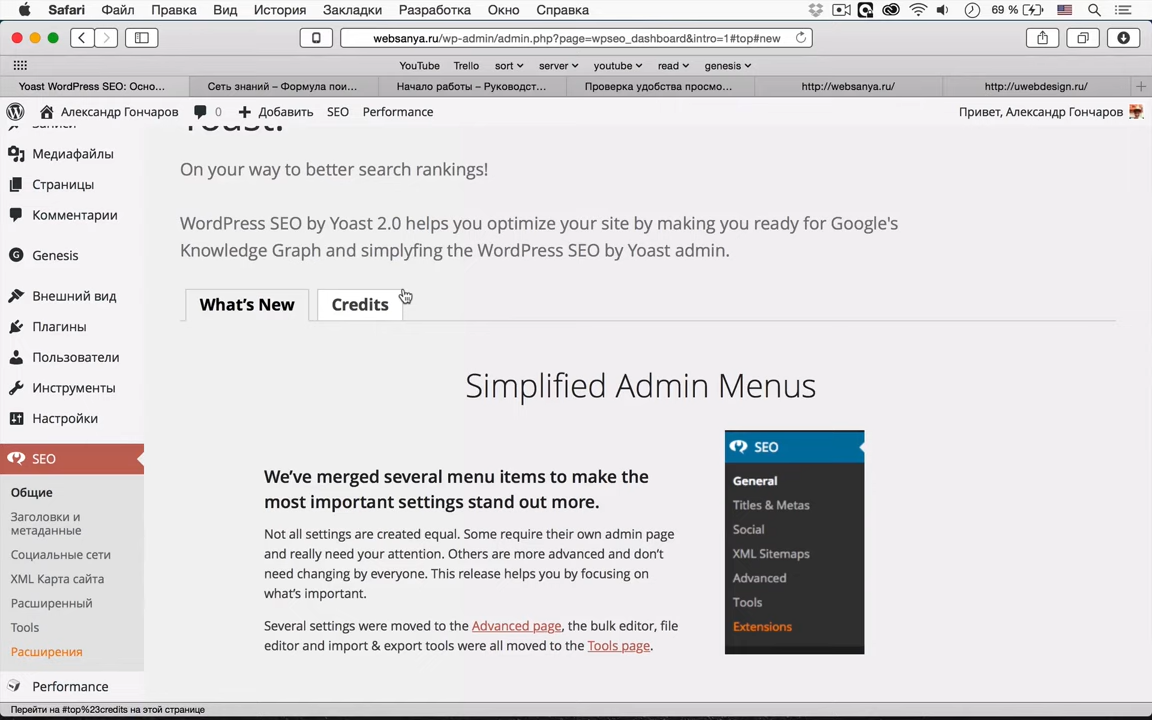 Safari Файл Правка Вид История Закладки Разработка Окно Справка 69 %
websanya.ru/wp-admin/admin.php?page=wpseo_dashboard&intro=1#top#new
YouTube Trello sort server youtube read genesis
Yoast WordPress SEO: Осно... Сеть знаний – Формула пои... Начало работы – Руководст... Проверка удобства просмо... http://websanya.ru/ http://uwebdesign.ru/
Александр Гончаров 0 Добавить SEO Performance Привет, Александр Гончаров
Записи
Yoast!
Медиафайлы
Страницы
Комментарии
Genesis
Внешний вид
Плагины
Пользователи
Инструменты
Настройки
SEO
Общие
Заголовки и
метаданные
Социальные сети
XML Карта сайта
Расширенный
Tools
Расширения
Performance
On your way to better search rankings!
WordPress SEO by Yoast 2.0 helps you optimize your site by making you ready for Google's
Knowledge Graph and simplyfing the WordPress SEO by Yoast admin.
What's New Credits
Simplified Admin Menus
We've merged several menu items to make the
most important settings stand out more.
Not all settings are created equal. Some require their own admin page
and really need your attention. Others are more advanced and don't
need changing by everyone. This release helps you by focusing on
what's important.
Several settings were moved to the Advanced page, the bulk editor, file
editor and import & export tools were all moved to the Tools page.
SEO
General
Titles & Metas
Social
XML Sitemaps
Advanced
Tools
Extensions
Перейти на #top%23credits на этой странице